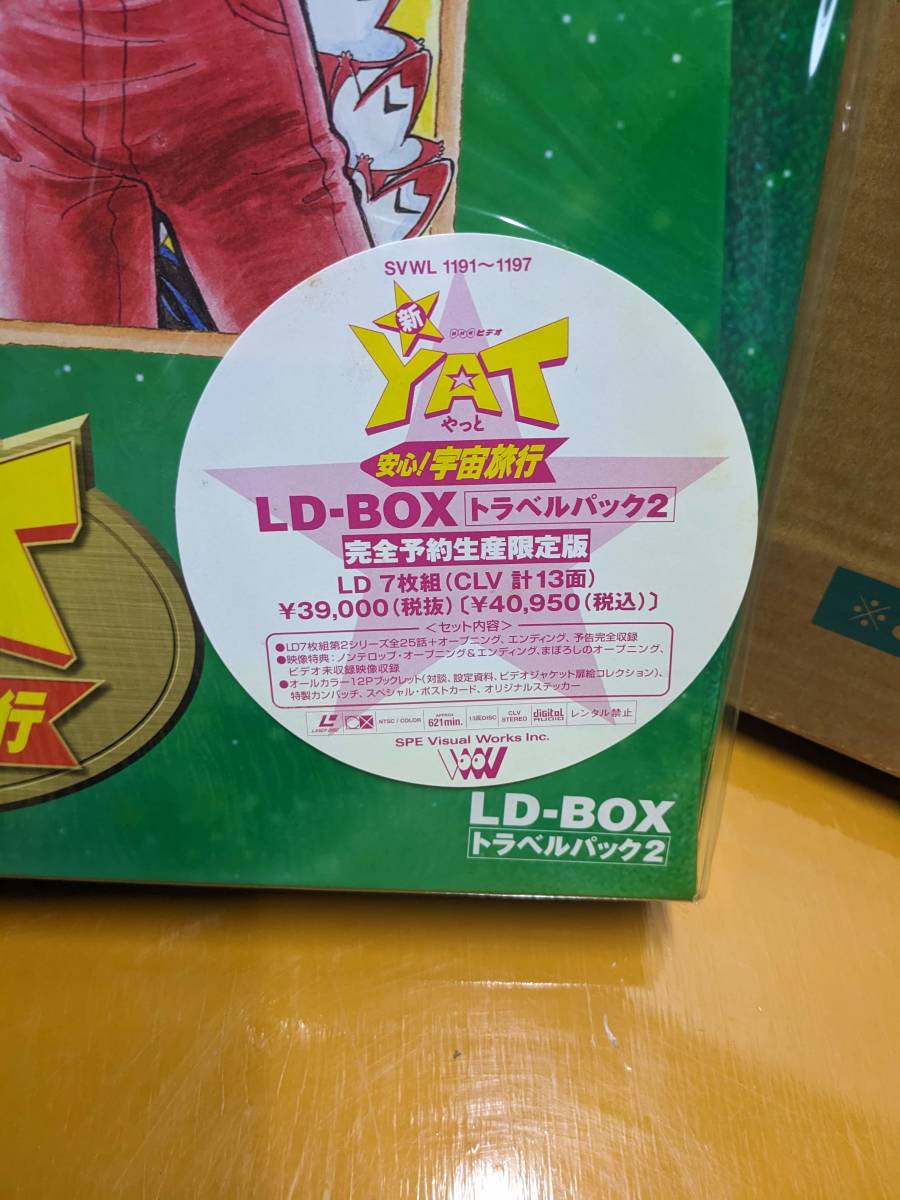 SVWL 1191～1197
新
NHKビデオ
YAT
やっと
安心!宇宙旅行
LD-BOX トラベルパック2
完全予約生産限定版
LD 7枚組(CLV 計13面)
¥39,000(税抜)〔¥40,950(税込)〕
＜セット内容＞
●LD7枚組第2シリーズ全25話+オープニング、エンディング、予告完全収録
●映像特典:ノンテロップ・オープニング&エンディング、まぼろしのオープニング、
ビデオ未収録映像収録
●オールカラー12Pブックレット(対談、設定資料、ビデオジャケット扉絵コレクション)、
特製カンバッチ、スペシャル・ポストカード、オリジナルステッカー
NTSC / COLOR APPROX. 621min. 13面DISC CLV STEREO digital AUDIO レンタル禁止
SPE Visual Works Inc.
T
行
LD-BOX
トラベルパック2